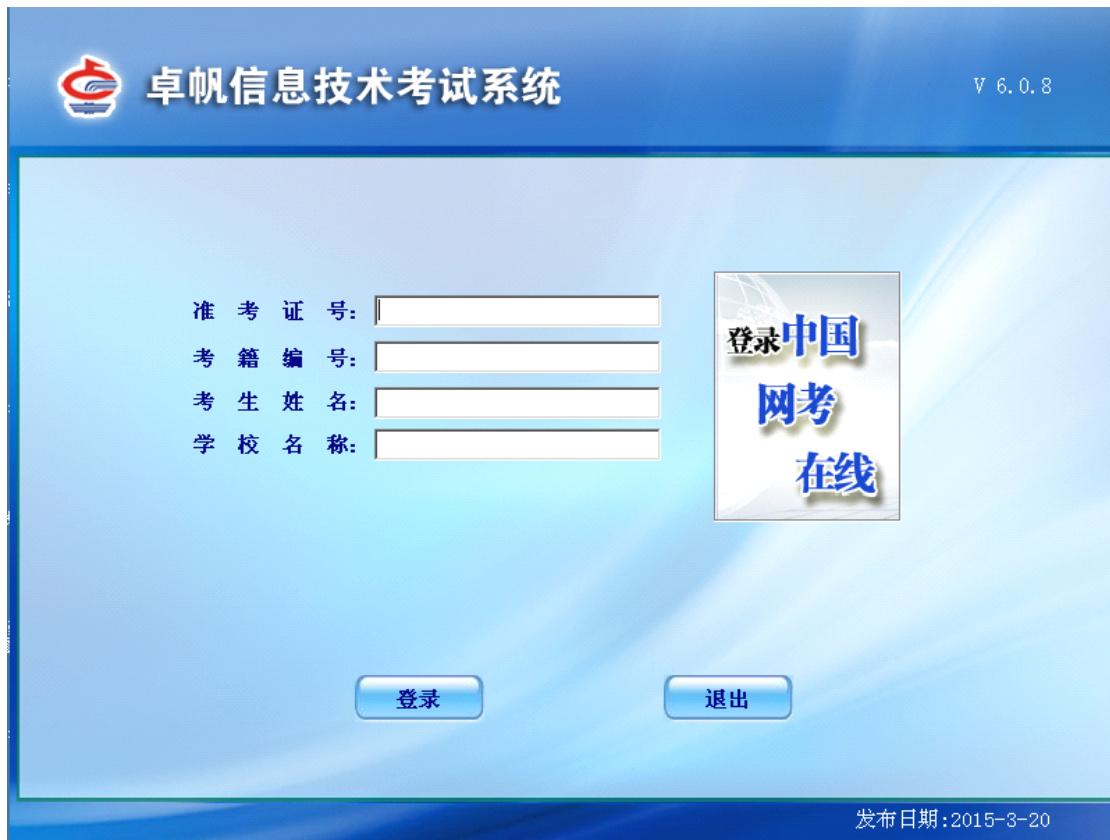 卓帆信息技术考试系统
V 6.0.8
准考证号:
考籍编号:
考生姓名:
学校名称:
登录中国
网考
在线
登录
退出
发布日期:2015-3-20